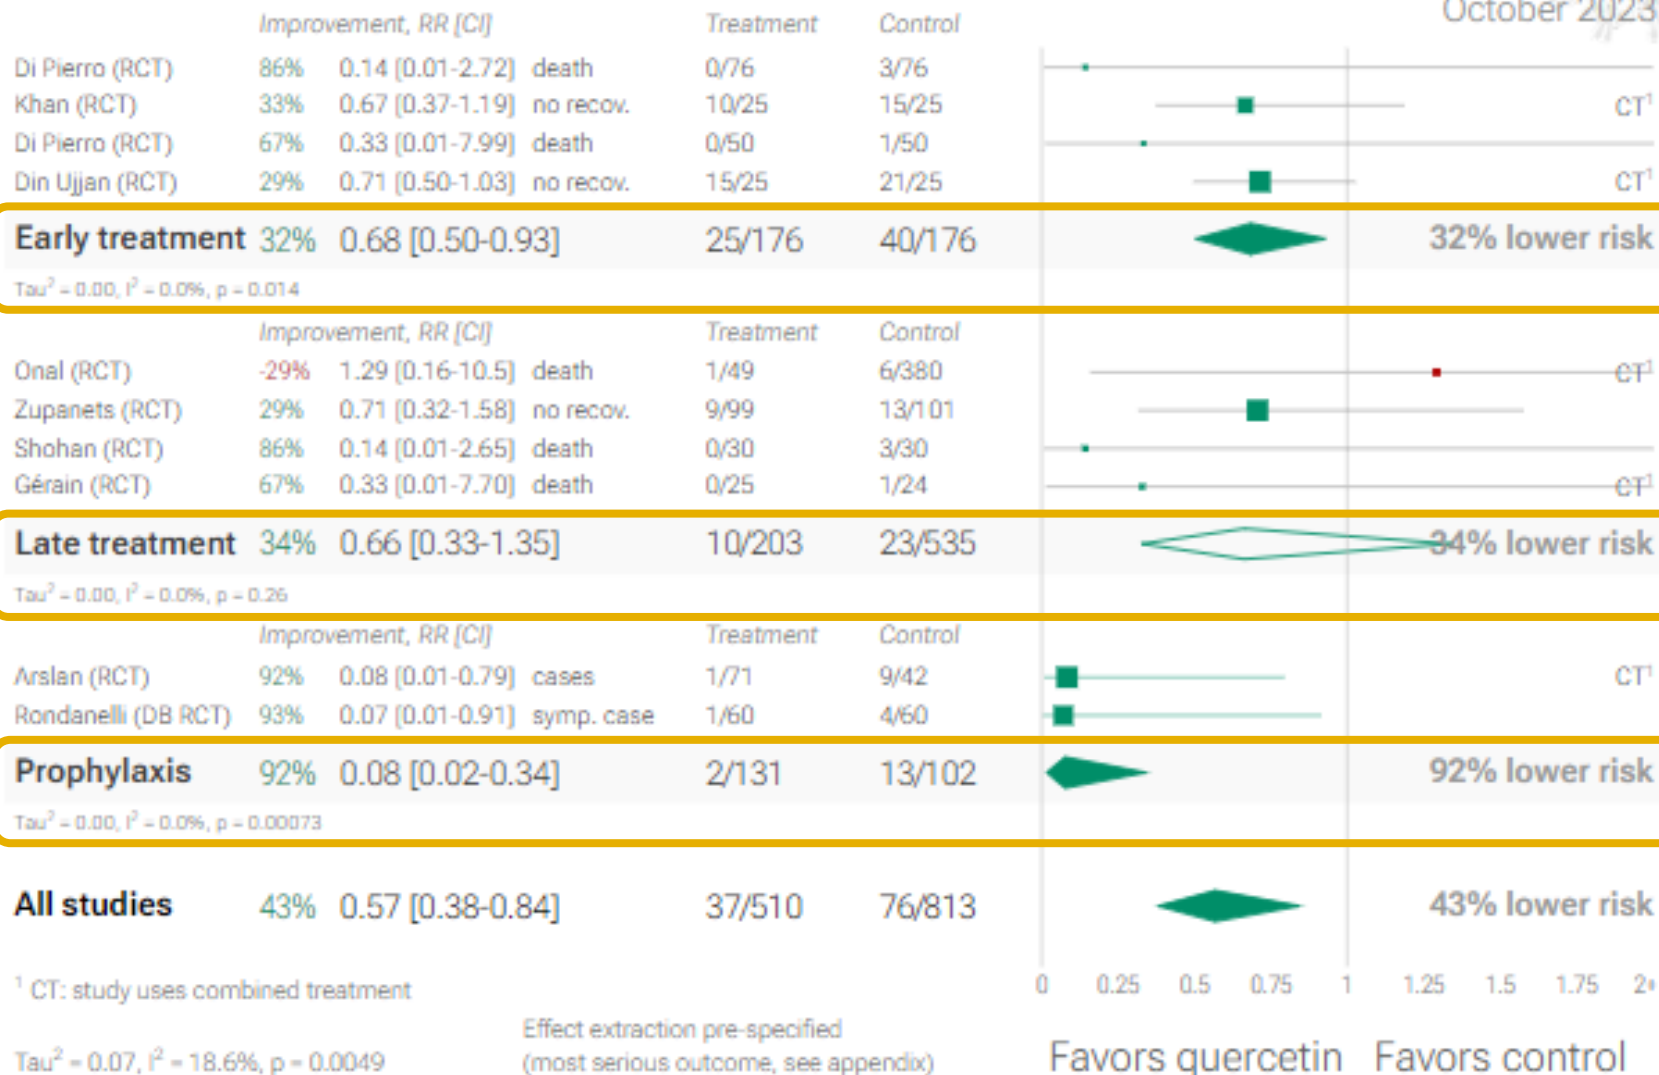 October 2023
Improvement, RR [CI] Treatment Control
Di Pierro (RCT) 86% 0.14 [0.01-2.72] death 0/76 3/76
Khan (RCT) 33% 0.67 [0.37-1.19] no recov. 10/25 15/25 CT¹
Di Pierro (RCT) 67% 0.33 [0.01-7.99] death 0/50 1/50
Din Ujjan (RCT) 29% 0.71 [0.50-1.03] no recov. 15/25 21/25 CT¹
Early treatment 32% 0.68 [0.50-0.93] 25/176 40/176 32% lower risk
Tau² = 0.00, I² = 0.0%, p = 0.014
Improvement, RR [CI] Treatment Control
Onal (RCT) -29% 1.29 [0.16-10.5] death 1/49 6/380 CT¹
Zupanets (RCT) 29% 0.71 [0.32-1.58] no recov. 9/99 13/101
Shohan (RCT) 86% 0.14 [0.01-2.65] death 0/30 3/30
Gérain (RCT) 67% 0.33 [0.01-7.70] death 0/25 1/24 CT¹
Late treatment 34% 0.66 [0.33-1.35] 10/203 23/535 34% lower risk
Tau² = 0.00, I² = 0.0%, p = 0.26
Improvement, RR [CI] Treatment Control
Arslan (RCT) 92% 0.08 [0.01-0.79] cases 1/71 9/42 CT¹
Rondanelli (DB RCT) 93% 0.07 [0.01-0.91] symp. case 1/60 4/60
Prophylaxis 92% 0.08 [0.02-0.34] 2/131 13/102 92% lower risk
Tau² = 0.00, I² = 0.0%, p = 0.00073
All studies 43% 0.57 [0.38-0.84] 37/510 76/813 43% lower risk
0 0.25 0.5 0.75 1 1.25 1.5 1.75 2+
¹ CT: study uses combined treatment
Effect extraction pre-specified
Tau² = 0.07, I² = 18.6%, p = 0.0049 (most serious outcome, see appendix) Favors quercetin Favors control